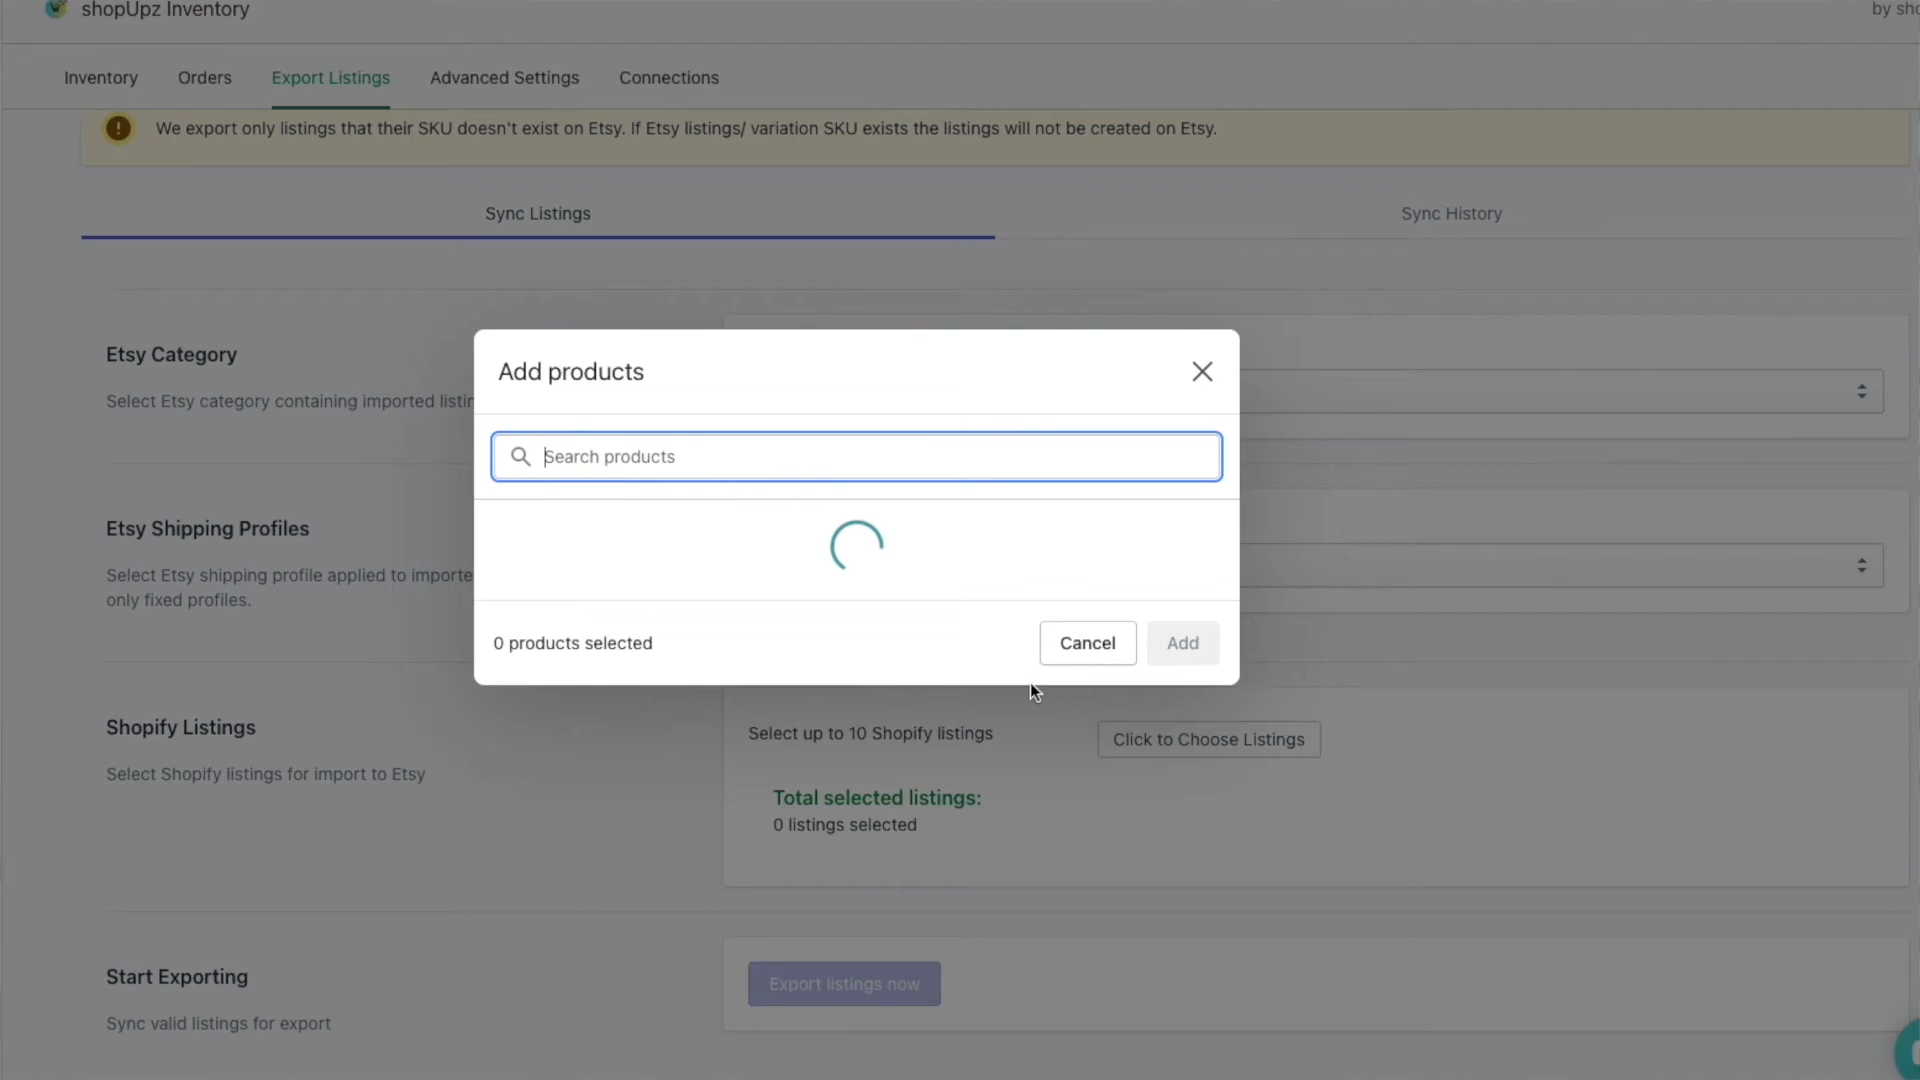 shopUpz Inventory
by sho
Inventory
Orders
Export Listings
Advanced Settings
Connections
We export only listings that their SKU doesn't exist on Etsy. If Etsy listings/ variation SKU exists the listings will not be created on Etsy.
Sync Listings
Sync History
Etsy Category
Select Etsy category containing imported listin
Add products
Search products
0 products selected
Cancel
Add
Etsy Shipping Profiles
Select Etsy shipping profile applied to importe
only fixed profiles.
Shopify Listings
Select Shopify listings for import to Etsy
Select up to 10 Shopify listings
Click to Choose Listings
Total selected listings:
0 listings selected
Start Exporting
Sync valid listings for export
Export listings now